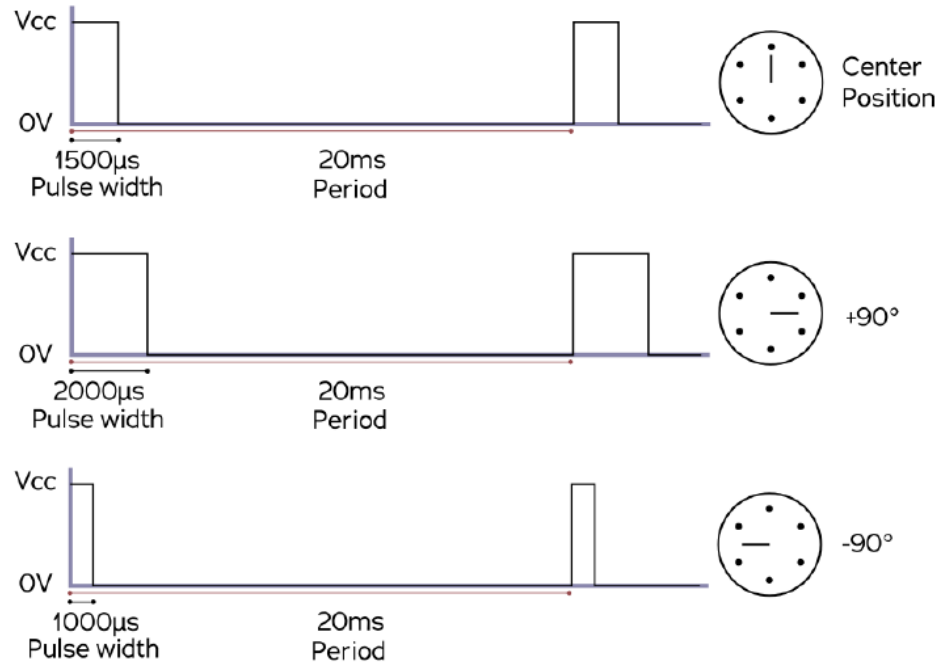 Vcc
0V
1500µs
Pulse width
20ms
Period
Center
Position
Vcc
0V
2000µs
Pulse width
20ms
Period
+90°
Vcc
0V
1000µs
Pulse width
20ms
Period
-90°